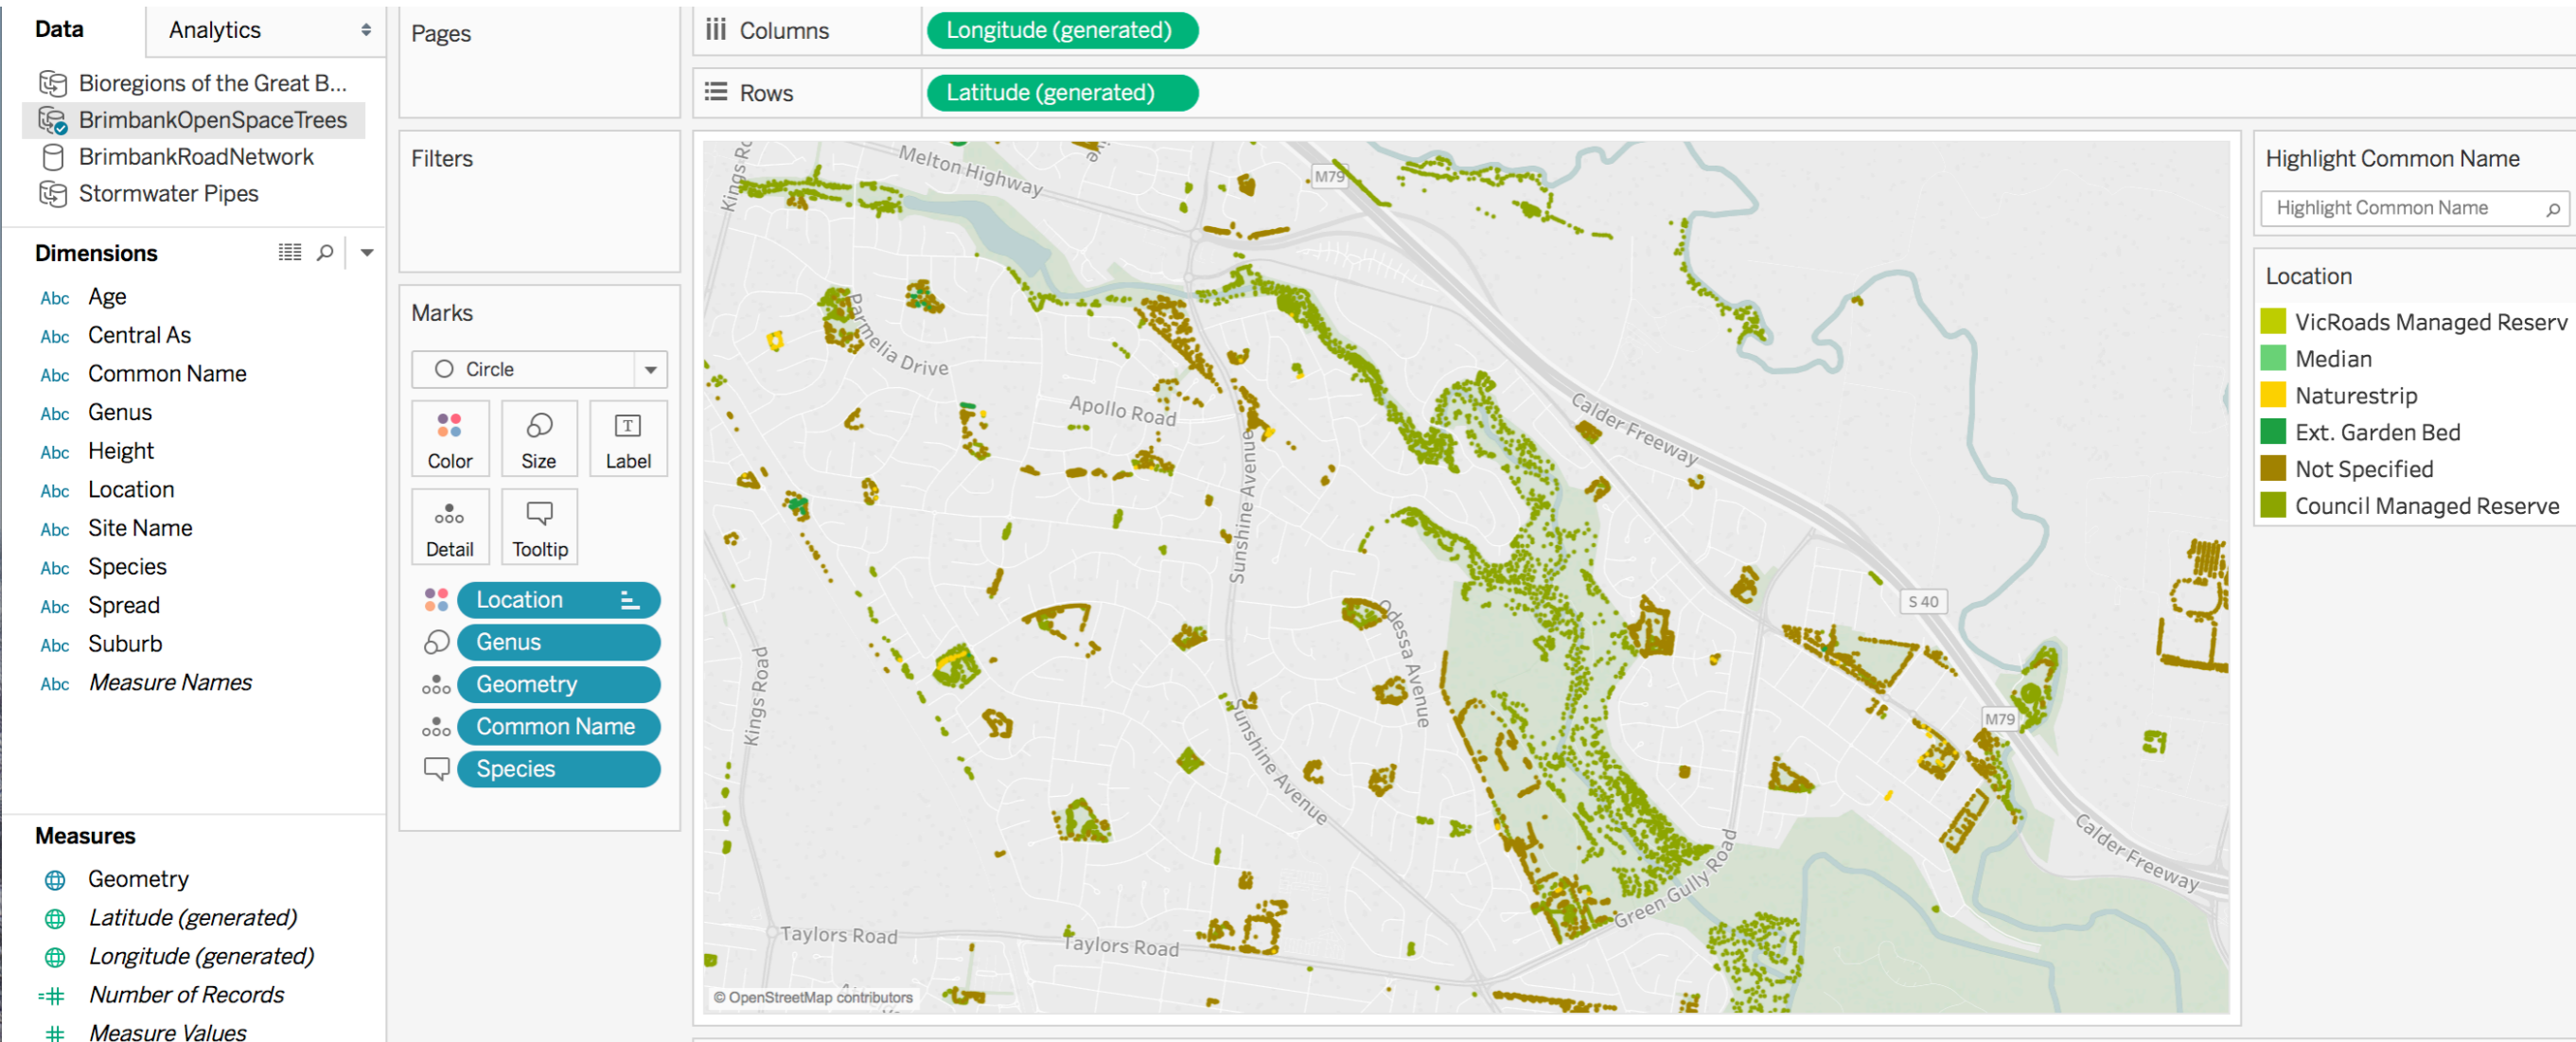 Data
Analytics
Bioregions of the Great B...
BrimbankOpenSpaceTrees
BrimbankRoadNetwork
Stormwater Pipes
Dimensions
Abc Age
Abc Central As
Abc Common Name
Abc Genus
Abc Height
Abc Location
Abc Site Name
Abc Species
Abc Spread
Abc Suburb
Abc Measure Names
Measures
Geometry
Latitude (generated)
Longitude (generated)
Number of Records
Measure Values
Pages
Filters
Marks
Circle
Color
Size
T
Label
Detail
Tooltip
Location
Genus
Geometry
Common Name
Species
Columns
Longitude (generated)
Rows
Latitude (generated)
Kings Ro
Melton Highway
M79
Parmelia Drive
Apollo Road
Sunshine Avenue
Calder Freeway
S 40
Odessa Avenue
Kings Road
Sunshine Avenue
M79
Calder Freeway
Green Gully Road
Taylors Road
Taylors Road
© OpenStreetMap contributors
Highlight Common Name
Highlight Common Name
Location
VicRoads Managed Reserv
Median
Naturestrip
Ext. Garden Bed
Not Specified
Council Managed Reserve